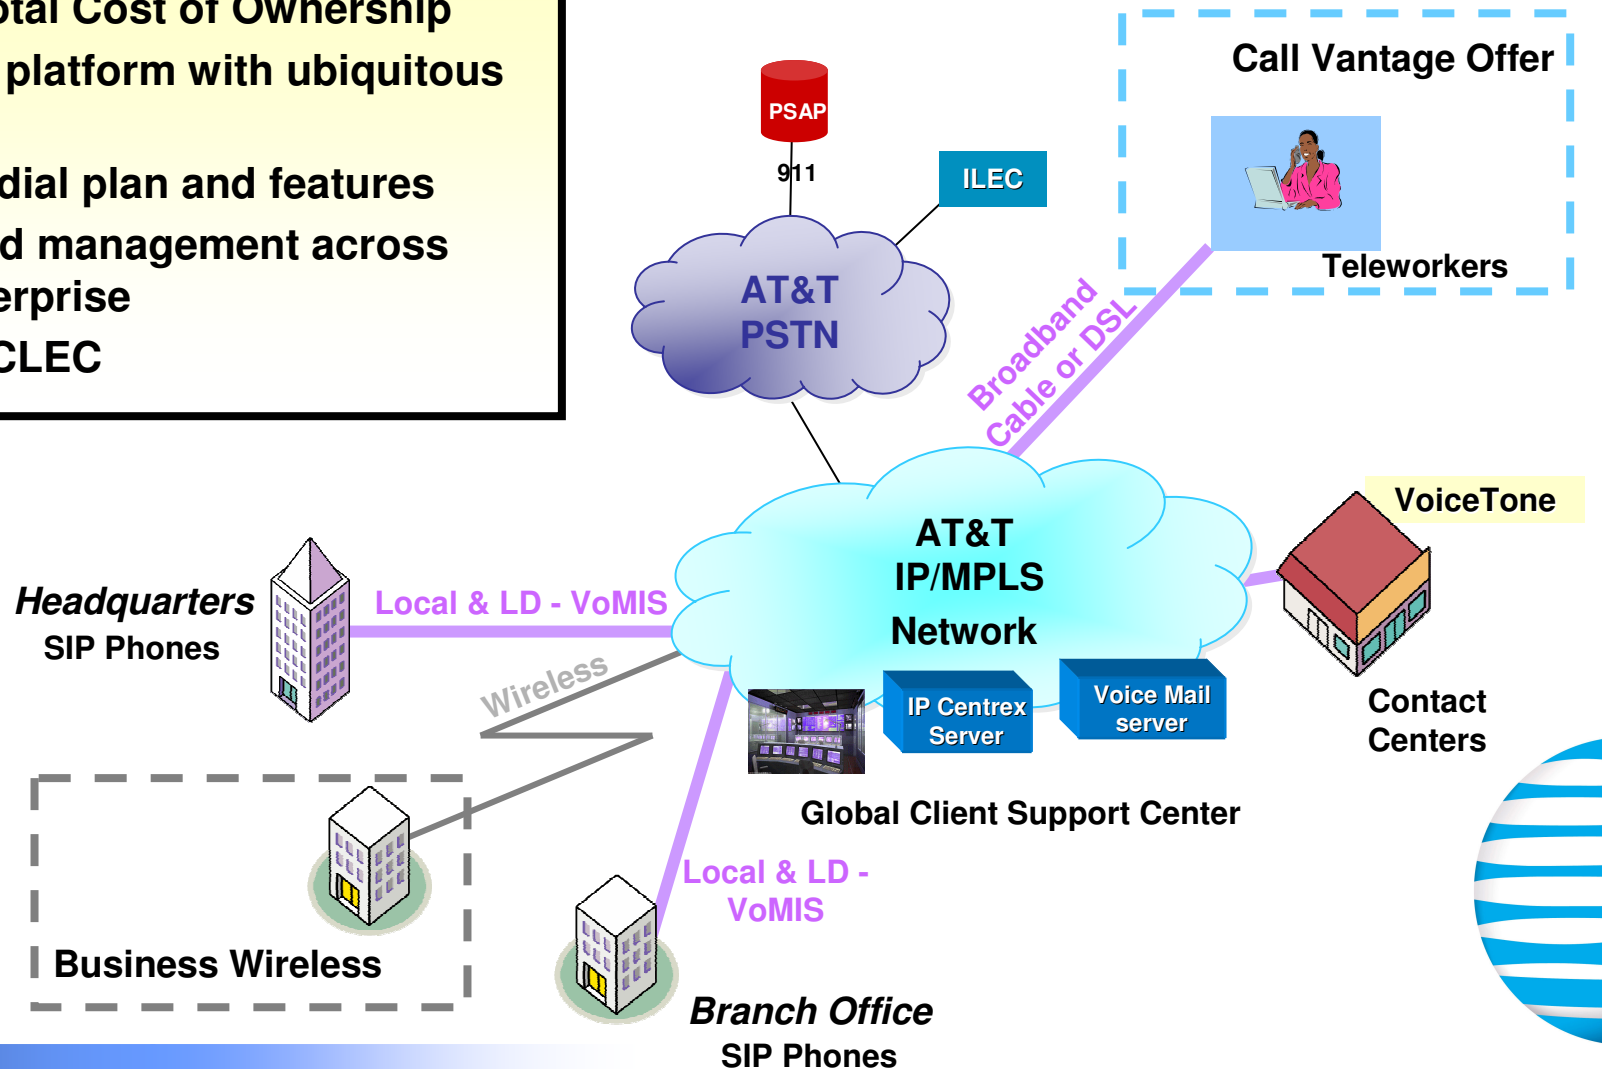 Cost of Ownership
platform with ubiquitous
dial plan and features
management across
CLEC
PSAP
911
ILEC
AT&T
PSTN
Call Vantage Offer
Teleworkers
Broadband
Cable or DSL
VoiceTone
AT&T
IP/MPLS
Network
Headquarters
SIP Phones
Local & LD - VoMIS
Wireless
IP Centrex
Server
Voice Mail
server
Contact
Centers
Global Client Support Center
Local & LD -
VoMIS
Business Wireless
Branch Office
SIP Phones